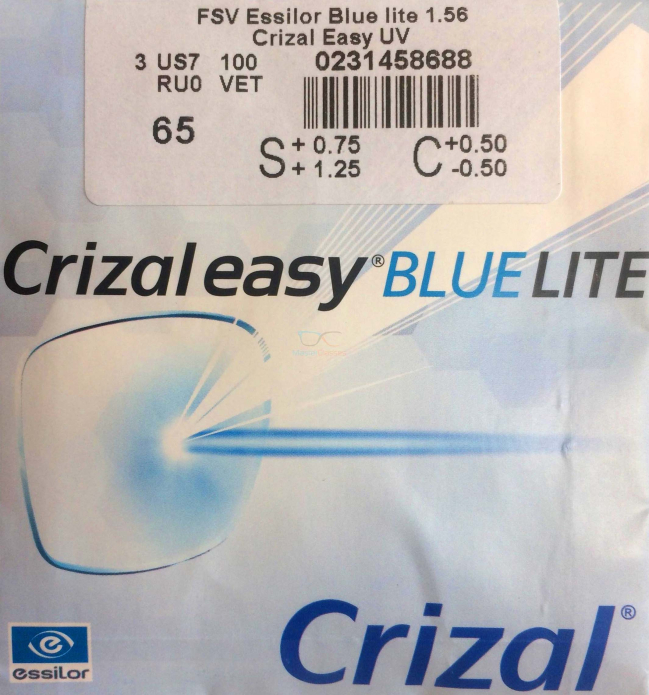 FSV Essilor Blue lite 1.56
Crizal Easy UV
3 US7 100 0231458688
RU0 VET
65
S + 0.75 C +0.50
+ 1.25 -0.50
Crizal easy® BLUE LITE
essilor
Crizal®